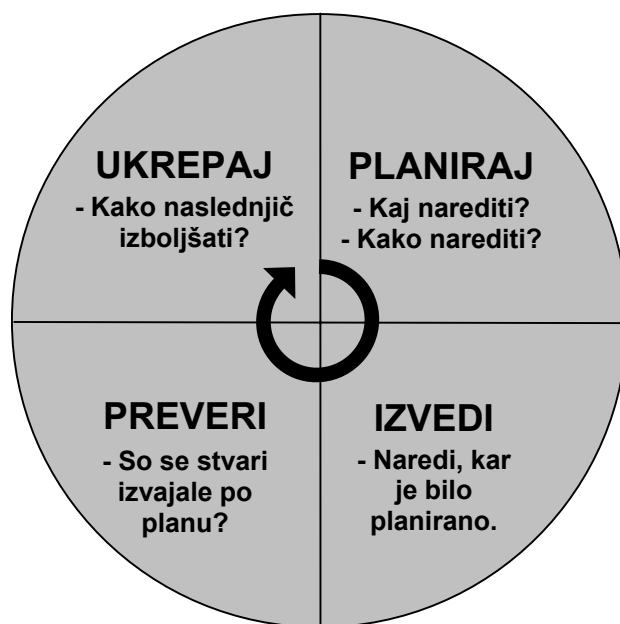 UKREPAJ
- Kako naslednjič
izboljšati?
PLANIRAJ
- Kaj narediti?
- Kako narediti?
PREVERI
- So se stvari
izvajale po
planu?
IZVEDI
- Naredi, kar
je bilo
planirano.